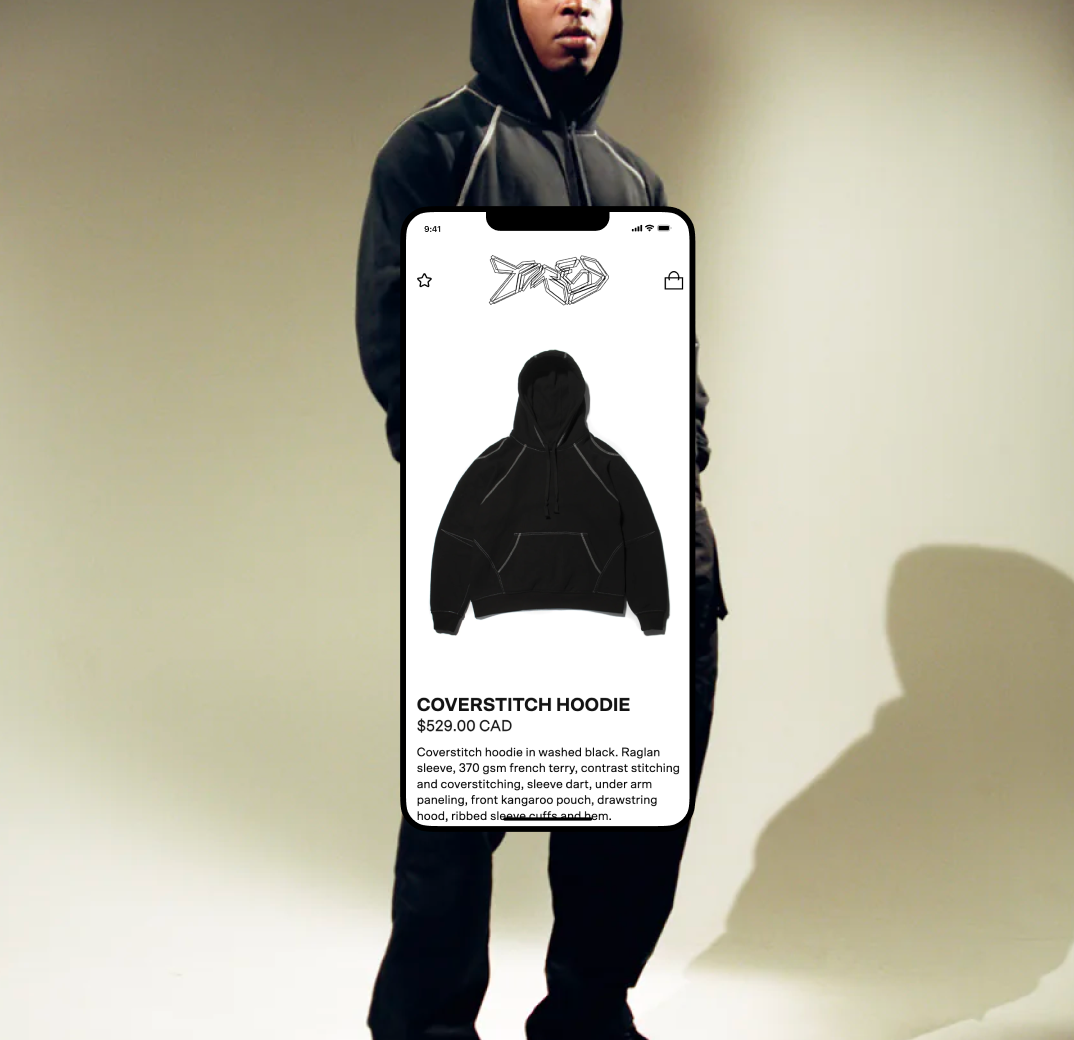 9:41
COVERSTITCH HOODIE
$529.00 CAD
Coverstitch hoodie in washed black. Raglan
sleeve, 370 gsm french terry, contrast stitching
and coverstitching, sleeve dart, under arm
paneling, front kangaroo pouch, drawstring
hood, ribbed sleeve cuffs and hem.